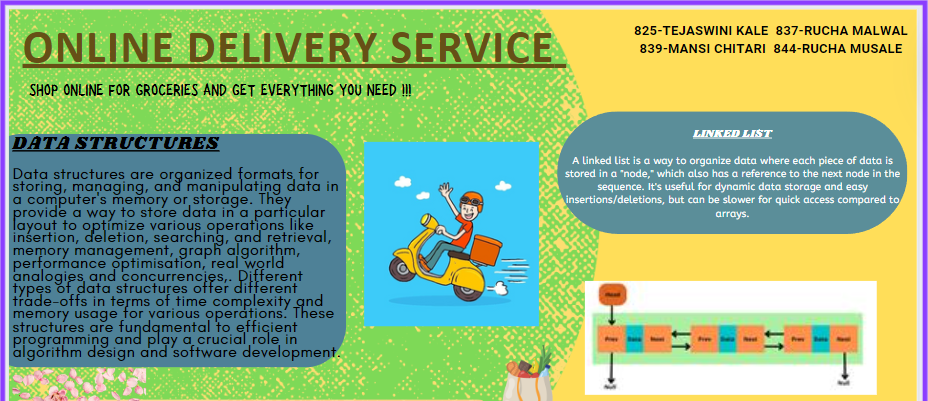 ONLINE DELIVERY SERVICE
SHOP ONLINE FOR GROCERIES AND GET EVERYTHING YOU NEED !!!
825-TEJASWINI KALE 837-RUCHA MALWAL
839-MANSI CHITARI 844-RUCHA MUSALE
DATA STRUCTURES
Data structures are organized formats for
storing, managing, and manipulating data in
a computer's memory or storage. They
provide a way to store data in a particular
layout to optimize various operations like
insertion, deletion, searching, and retrieval,
memory management, graph algorithm,
performance optimisation, real world
analogies and concurrencies,. Different
types of data structures offer different
trade-offs in terms of time complexity and
memory usage for various operations. These
structures are fundamental to efficient
programming and play a crucial role in
algorithm design and software development.
LINKED LIST
A linked list is a way to organize data where each piece of data is
stored in a "node," which also has a reference to the next node in the
sequence. It's useful for dynamic data storage and easy
insertions/deletions, but can be slower for quick access compared to
arrays.
Head
Prev Data Next Prev Data Next Prev Data Next
Null Null